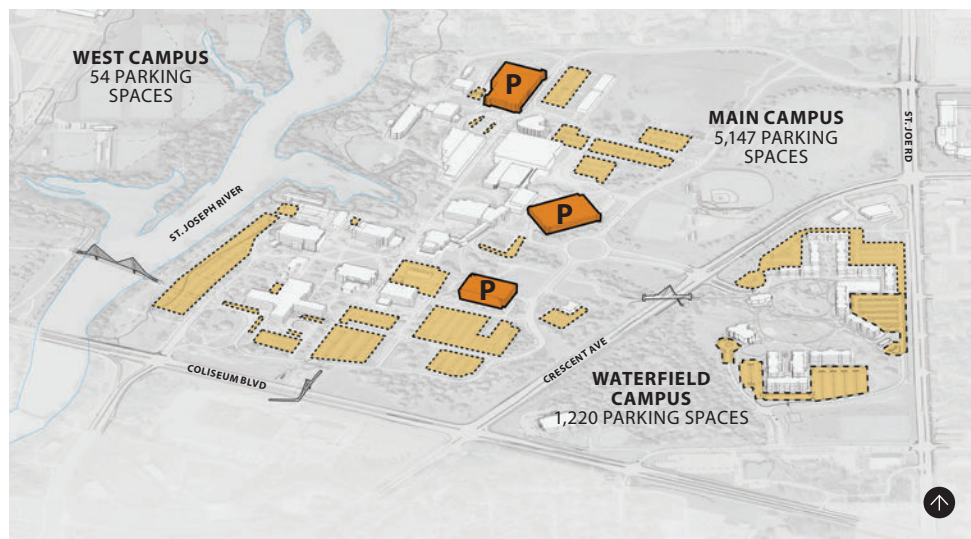 WEST CAMPUS
54 PARKING
SPACES
P
MAIN CAMPUS
5,147 PARKING
SPACES
ST. JOE RD
ST. JOSEPH RIVER
P
P
COLISEUM BLVD
CRESCENT AVE
WATERFIELD
CAMPUS
1,220 PARKING SPACES